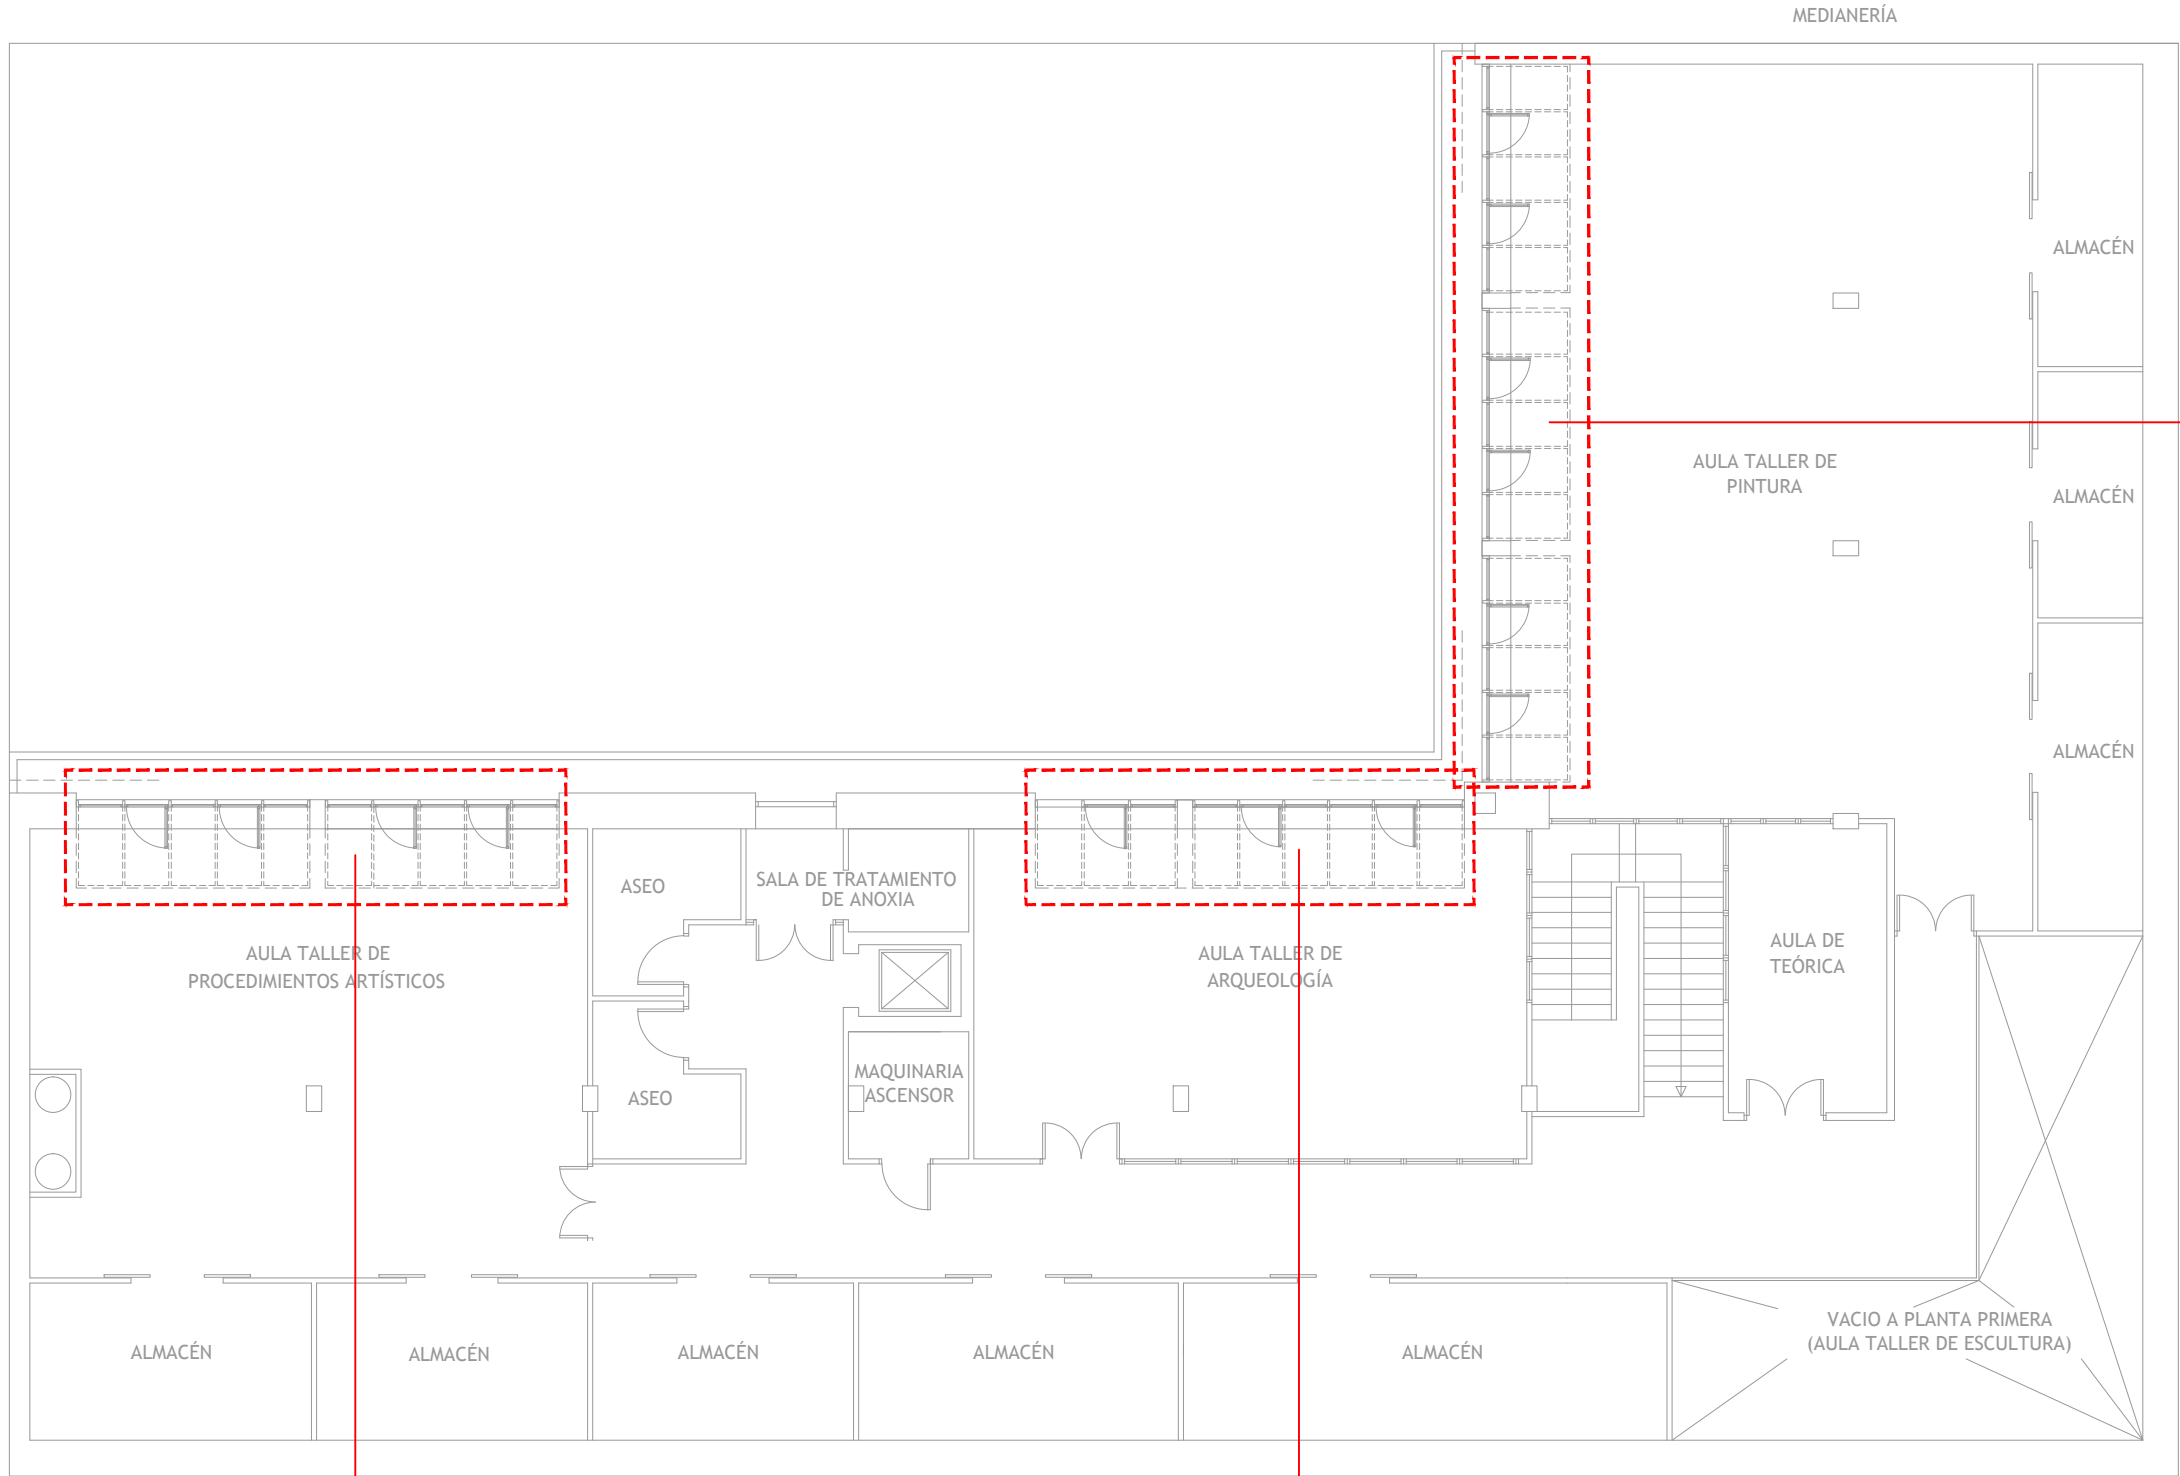 MEDIANERÍA
ALMACÉN
AULA TALLER DE
PINTURA
ALMACÉN
ALMACÉN
ASEO
SALA DE TRATAMIENTO
DE ANOXIA
AULA TALLER DE
PROCEDIMIENTOS ARTÍSTICOS
AULA TALLER DE
ARQUEOLOGÍA
AULA DE
TEÓRICA
ASEO
MAQUINARIA
ASCENSOR
ALMACÉN
ALMACÉN
ALMACÉN
ALMACÉN
ALMACÉN
VACIO A PLANTA PRIMERA
(AULA TALLER DE ESCULTURA)